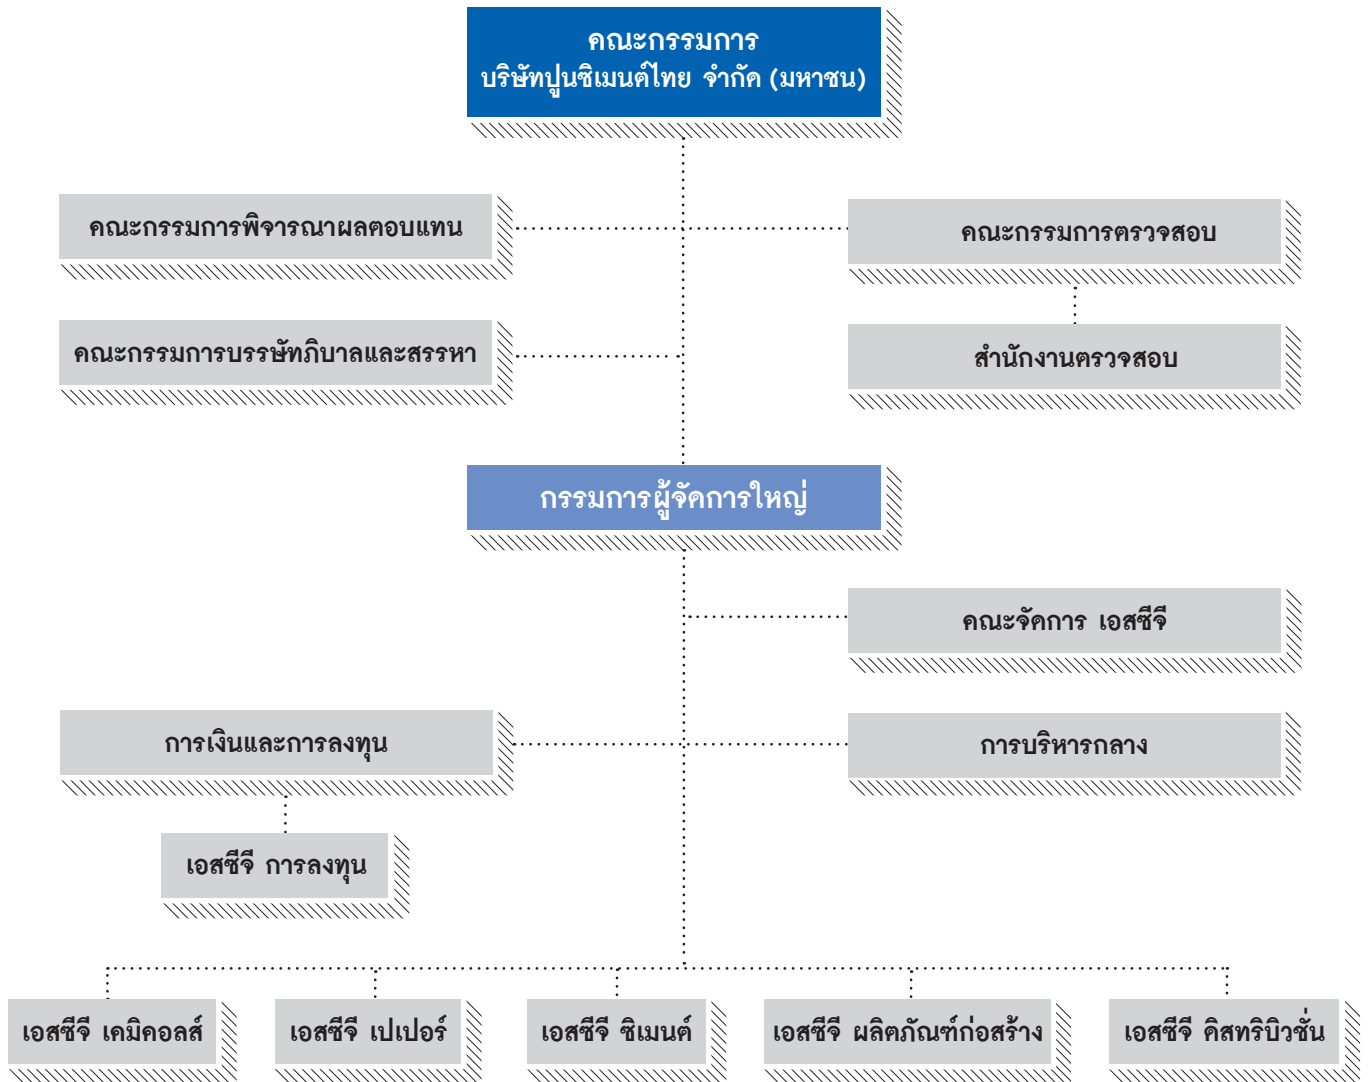 คณะกรรมการ
บริษัทปูนซิเมนต์ไทย จำกัด (มหาชน)
คณะกรรมการพิจารณาผลตอบแทน
คณะกรรมการตรวจสอบ
คณะกรรมการบรรษัทภิบาลและสรรหา
สำนักงานตรวจสอบ
กรรมการผู้จัดการใหญ่
คณะจัดการ เอสซีจี
การเงินและการลงทุน
การบริหารกลาง
เอสซีจี การลงทุน
เอสซีจี เคมิคอลส์
เอสซีจี เปเปอร์
เอสซีจี ซิเมนต์
เอสซีจี ผลิตภัณฑ์ก่อสร้าง
เอสซีจี ดิสทริบิวชั่น